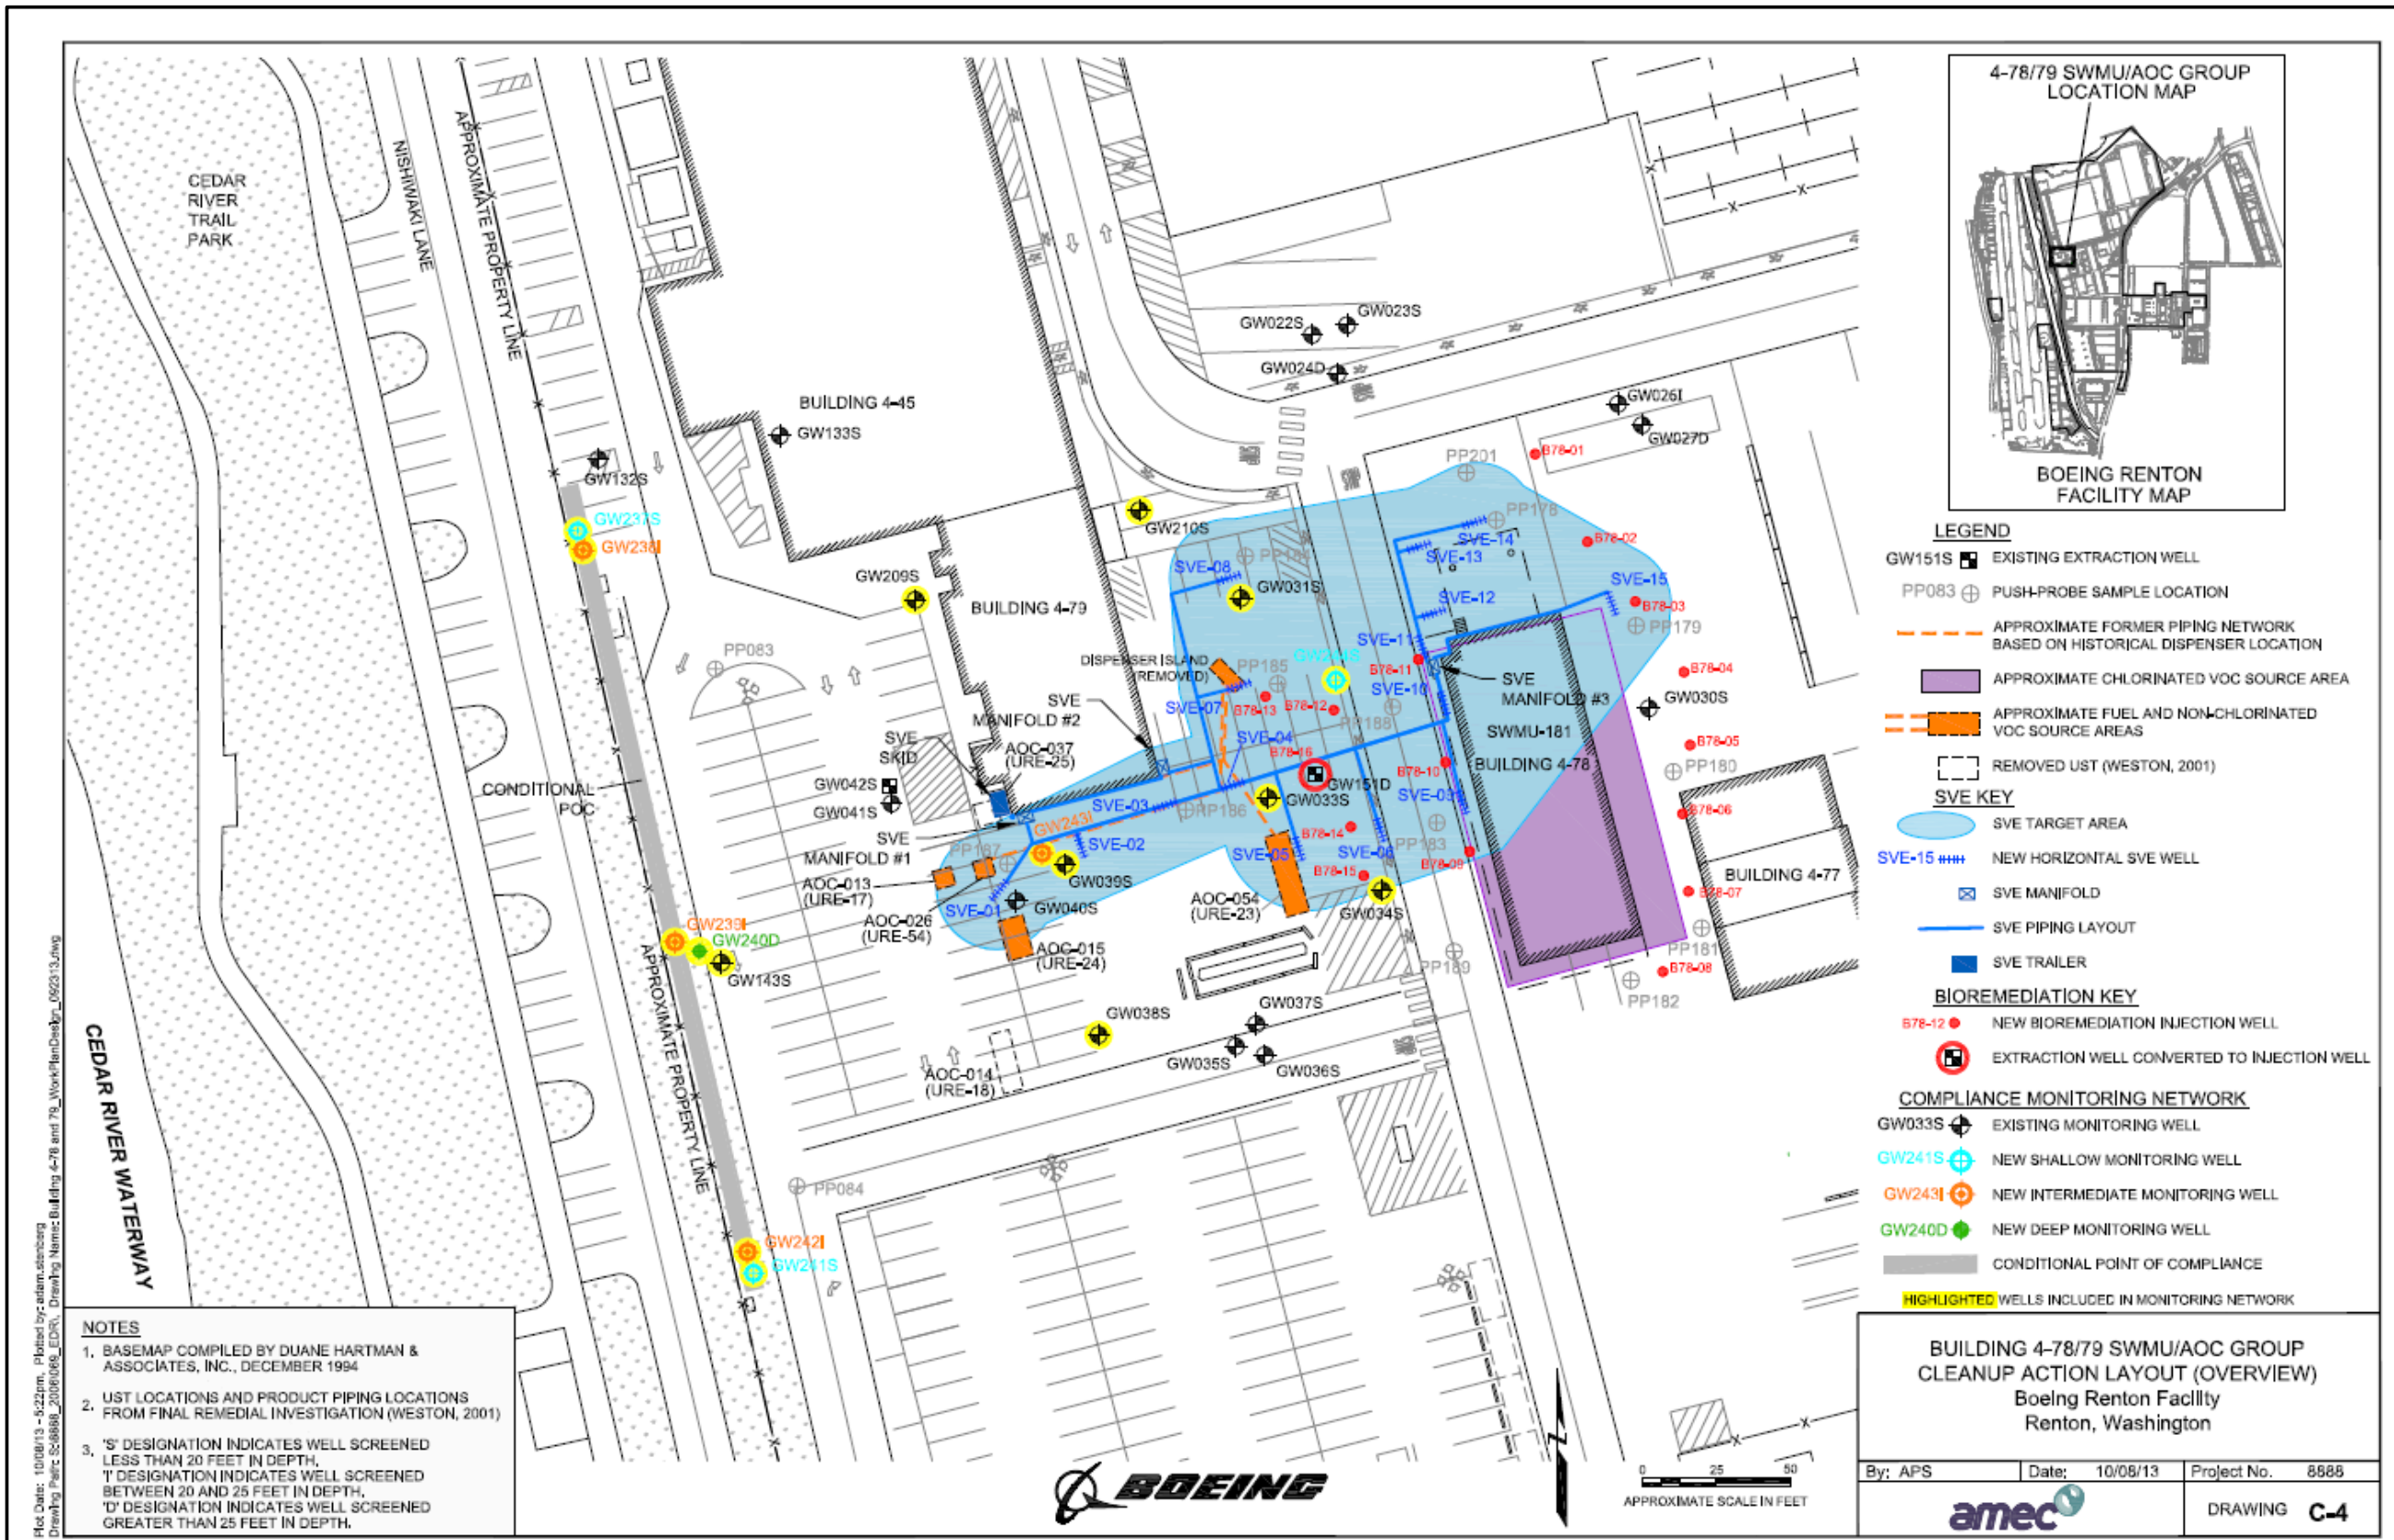 CEDAR
RIVER
TRAIL
PARK
NISHIWAKI LANE
APPROXIMATE PROPERTY LINE
BUILDING 4-45
GW133S
GW132S
GW237S
GW238I
GW022S
GW023S
GW024D
GW026I
GW027D
PP201
B78-01
GW210S
PP178
B78-02
SVE-14
SVE-13
SVE-08
GW031S
GW209S
BUILDING 4-79
SVE-15
B78-03
SVE-12
PP179
PP083
DISPENSER ISLAND
(REMOVED)
PP185
SVE-11
B78-11
B78-04
SVE
MANIFOLD #2
SVE-07
B78-13
B78-12
SVE-10
SVE
MANIFOLD #3
GW030S
PP188
SVE
SKID
AOC-037
(URE-25)
SVE-04
B78-16
SWMU-181
B78-05
BUILDING 4-78
B78-10
PP180
CONDITIONAL
POC
GW042S
GW041S
GW151D
GW033S
SVE-03
PP186
B78-06
SVE
MANIFOLD #1
GW243I
SVE-02
PP187
B78-14
SVE-05
SVE-06
PP183
B78-09
GW039S
AOC-013
(URE-17)
B78-15
BUILDING 4-77
B78-07
AOC-026
(URE-54)
SVE-01
GW040S
AOC-054
(URE-23)
GW034S
GW239I
GW240D
GW143S
AOC-015
(URE-24)
PP181
PP189
B78-08
PP182
APPROXIMATE PROPERTY LINE
GW038S
GW037S
GW035S
GW036S
AOC-014
(URE-18)
PP084
GW242I
GW241S
CEDAR RIVER WATERWAY
4-78/79 SWMU/AOC GROUP
LOCATION MAP
BOEING RENTON
FACILITY MAP
LEGEND
GW151S EXISTING EXTRACTION WELL
PP083 PUSH-PROBE SAMPLE LOCATION
APPROXIMATE FORMER PIPING NETWORK
BASED ON HISTORICAL DISPENSER LOCATION
APPROXIMATE CHLORINATED VOC SOURCE AREA
APPROXIMATE FUEL AND NON-CHLORINATED
VOC SOURCE AREAS
REMOVED UST (WESTON, 2001)
SVE KEY
SVE TARGET AREA
SVE-15 NEW HORIZONTAL SVE WELL
SVE MANIFOLD
SVE PIPING LAYOUT
SVE TRAILER
BIOREMEDIATION KEY
B78-12 NEW BIOREMEDIATION INJECTION WELL
EXTRACTION WELL CONVERTED TO INJECTION WELL
COMPLIANCE MONITORING NETWORK
GW033S EXISTING MONITORING WELL
GW241S NEW SHALLOW MONITORING WELL
GW243I NEW INTERMEDIATE MONITORING WELL
GW240D NEW DEEP MONITORING WELL
CONDITIONAL POINT OF COMPLIANCE
HIGHLIGHTED WELLS INCLUDED IN MONITORING NETWORK
NOTES
1. BASEMAP COMPILED BY DUANE HARTMAN &
ASSOCIATES, INC., DECEMBER 1994
2. UST LOCATIONS AND PRODUCT PIPING LOCATIONS
FROM FINAL REMEDIAL INVESTIGATION (WESTON, 2001)
3. 'S' DESIGNATION INDICATES WELL SCREENED
LESS THAN 20 FEET IN DEPTH.
'I' DESIGNATION INDICATES WELL SCREENED
BETWEEN 20 AND 25 FEET IN DEPTH.
'D' DESIGNATION INDICATES WELL SCREENED
GREATER THAN 25 FEET IN DEPTH.
BOEING
0 25 50
APPROXIMATE SCALE IN FEET
BUILDING 4-78/79 SWMU/AOC GROUP
CLEANUP ACTION LAYOUT (OVERVIEW)
Boeing Renton Facility
Renton, Washington
By: APS Date: 10/08/13 Project No. 8888
amec
DRAWING C-4
Plot Date: 10/08/13 - 5:22pm, Plotted by: adam.stenberg